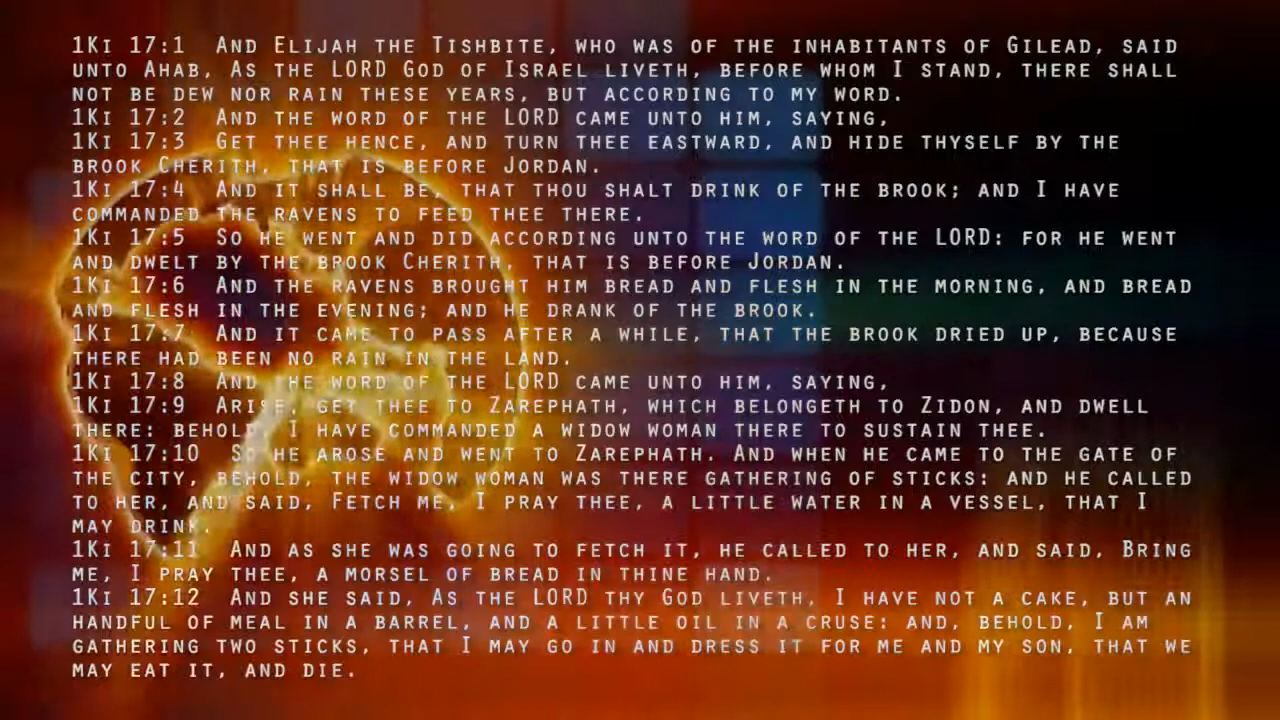 1Ki 17:1  And Elijah the Tishbite, who was of the inhabitants of Gilead, said
unto Ahab, As the LORD God of Israel liveth, before whom I stand, there shall
not be dew nor rain these years, but according to my word.
1Ki 17:2  And the word of the LORD came unto him, saying,
1Ki 17:3  Get thee hence, and turn thee eastward, and hide thyself by the
brook Cherith, that is before Jordan.
1Ki 17:4  And it shall be, that thou shalt drink of the brook; and I have
commanded the ravens to feed thee there.
1Ki 17:5  So he went and did according unto the word of the LORD: for he went
and dwelt by the brook Cherith, that is before Jordan.
1Ki 17:6  And the ravens brought him bread and flesh in the morning, and bread
and flesh in the evening; and he drank of the brook.
1Ki 17:7  And it came to pass after a while, that the brook dried up, because
there had been no rain in the land.
1Ki 17:8  And the word of the LORD came unto him, saying,
1Ki 17:9  Arise, get thee to Zarephath, which belongeth to Zidon, and dwell
there: behold, I have commanded a widow woman there to sustain thee.
1Ki 17:10  So he arose and went to Zarephath. And when he came to the gate of
the city, behold, the widow woman was there gathering of sticks: and he called
to her, and said, Fetch me, I pray thee, a little water in a vessel, that I
may drink.
1Ki 17:11  And as she was going to fetch it, he called to her, and said, Bring
me, I pray thee, a morsel of bread in thine hand.
1Ki 17:12  And she said, As the LORD thy God liveth, I have not a cake, but an
handful of meal in a barrel, and a little oil in a cruse: and, behold, I am
gathering two sticks, that I may go in and dress it for me and my son, that we
may eat it, and die.